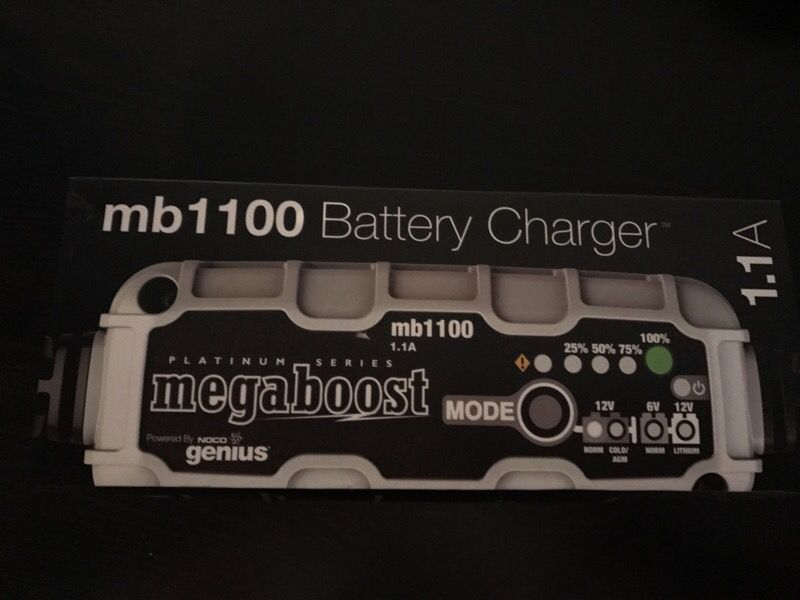 mb1100 Battery Charger™
1.1A
mb1100
1.1A
PLATINUM SERIES
megaboost
Powered By NOCO
genius
25% 50% 75% 100%
MODE
12V 6V 12V
NORM COLD/AGM NORM LITHIUM